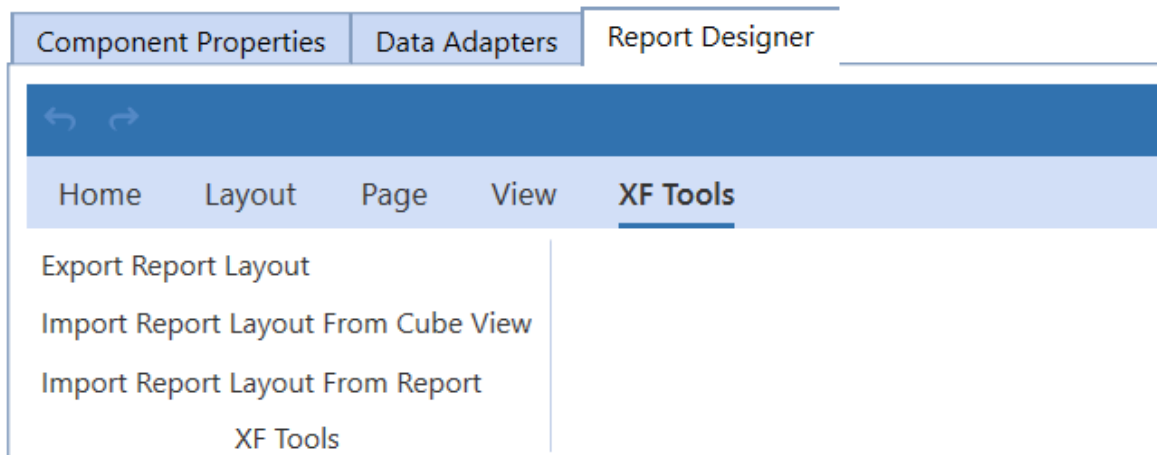 Component Properties Data Adapters Report Designer
Home Layout Page View XF Tools
Export Report Layout
Import Report Layout From Cube View
Import Report Layout From Report
XF Tools